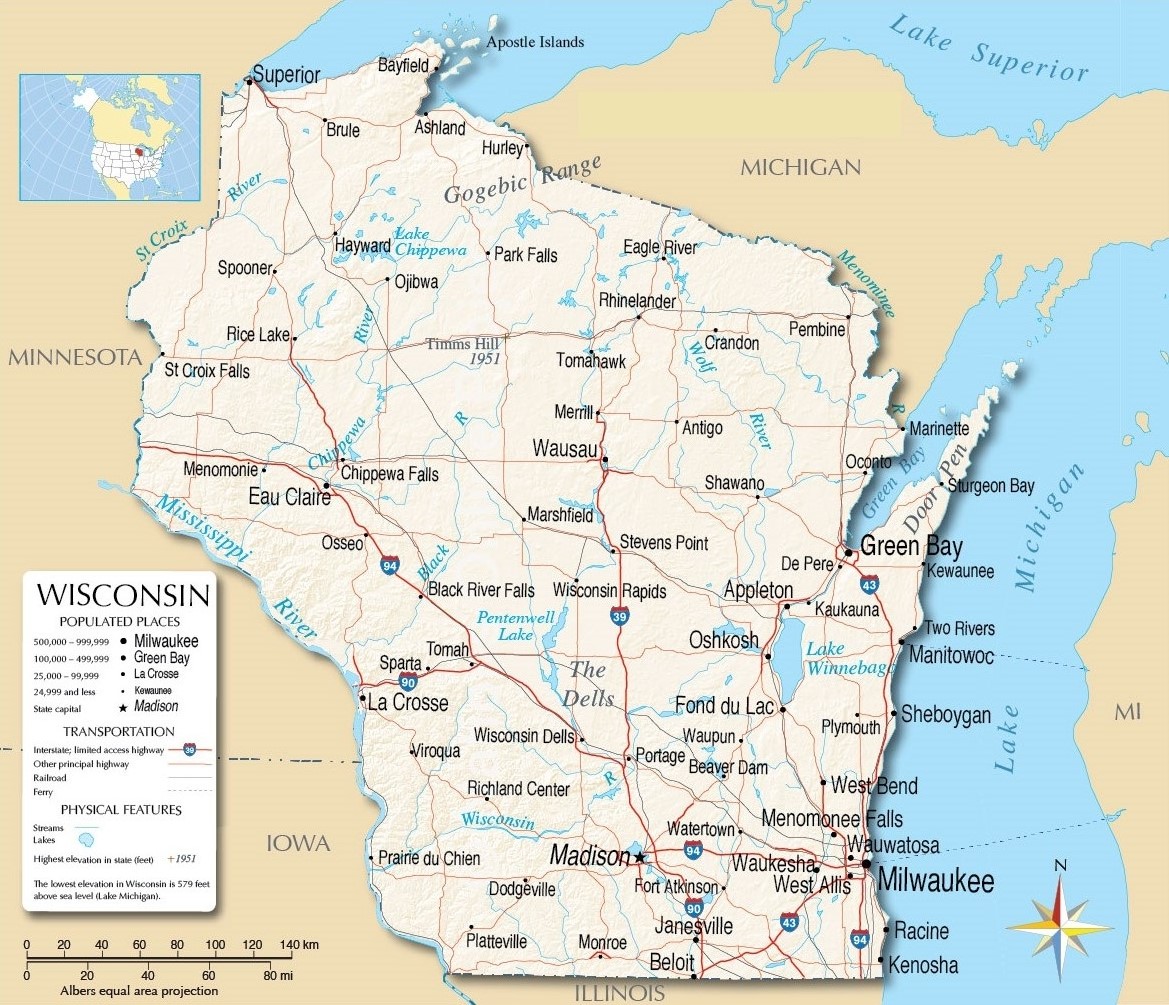 Lake Superior
Apostle Islands
Bayfield
Superior
Brule
Ashland
Hurley
Gogebic Range
MICHIGAN
River
St Croix
Hayward
Lake
Chippewa
Park Falls
Eagle River
Menominee
Spooner
Ojibwa
Rhinelander
River
Rice Lake
Timms Hill
1951
Tomahawk
Wolf
Crandon
Pembine
MINNESOTA
St Croix Falls
R
Merrill
R
Antigo
River
Marinette
Wausau
Chippewa
Menomonie
Chippewa Falls
Eau Claire
Shawano
Oconto
Green Bay
Door Pen
Sturgeon Bay
Mississippi
River
Marshfield
Stevens Point
Osseo
94
Black
Black River Falls
Wisconsin Rapids
39
De Pere
Green Bay
43
Kewaunee
Appleton
Kaukauna
Pentenwell
Lake
Oshkosh
Lake
Winnebago
Two Rivers
Manitowoc
Lake Michigan
Tomah
Sparta
90
The
Dells
La Crosse
Fond du Lac
Sheboygan
MI
Plymouth
Waupun
Wisconsin Dells
Viroqua
Portage
Beaver Dam
R
Richland Center
West Bend
Wisconsin
Menomonee Falls
Watertown
IOWA
Prairie du Chien
Madison
94
Wauwatosa
Waukesha
West Allis
Milwaukee
Dodgeville
Fort Atkinson
90
43
94
Janesville
Racine
Platteville
Monroe
Beloit
Kenosha
ILLINOIS
N
WISCONSIN
POPULATED PLACES
500,000 – 999,999 Milwaukee
100,000 – 499,999 Green Bay
25,000 – 99,999 La Crosse
24,999 and less Kewaunee
State capital Madison
TRANSPORTATION
Interstate; limited access highway 39
Other principal highway
Railroad
Ferry
PHYSICAL FEATURES
Streams
Lakes
Highest elevation in state (feet) +1951
The lowest elevation in Wisconsin is 579 feet
above sea level (Lake Michigan).
0 20 40 60 80 100 120 140 km
0 20 40 60 80 mi
Albers equal area projection